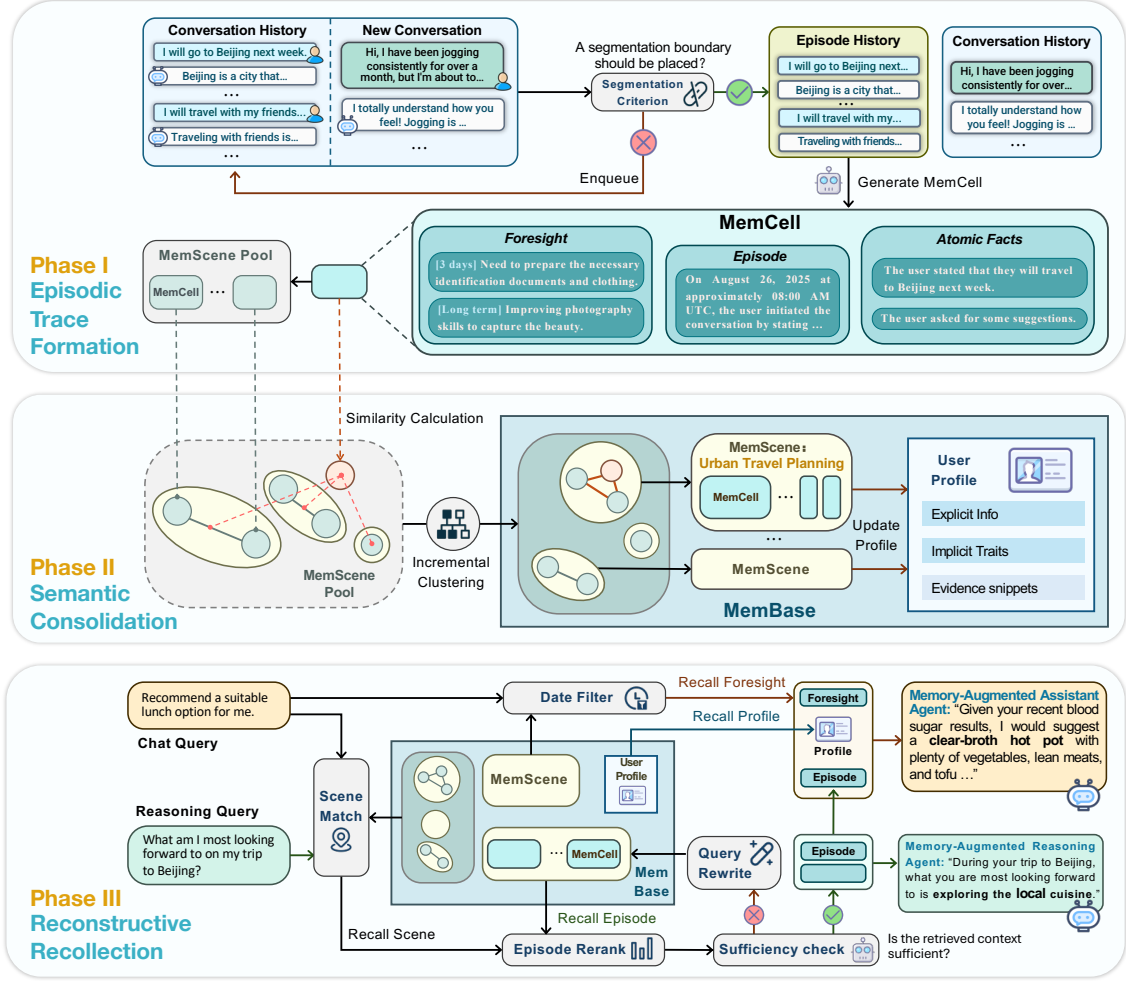 Conversation History
I will go to Beijing next week.
Beijing is a city that...
I will travel with my friends...
Traveling with friends is...
...
New Conversation
Hi, I have been jogging
consistently for over a
month, but I'm about to...
I totally understand how you
feel! Jogging is ...
...
A segmentation boundary
should be placed?
Segmentation
Criterion
Enqueue
Episode History
I will go to Beijing next...
Beijing is a city that...
...
I will travel with my...
Traveling with friends...
Conversation History
Hi, I have been jogging
consistently for over...
I totally understand how
you feel! Jogging is ...
...
Generate MemCell
Phase I
Episodic
Trace
Formation
MemScene Pool
MemCell
...
MemCell
Foresight
[3 days] Need to prepare the necessary
identification documents and clothing.
[Long term] Improving photography
skills to capture the beauty.
Episode
On August 26, 2025 at
approximately 08:00 AM
UTC, the user initiated the
conversation by stating ...
Atomic Facts
The user stated that they will travel
to Beijing next week.
The user asked for some suggestions.
Similarity Calculation
Phase II
Semantic
Consolidation
MemScene
Pool
Incremental
Clustering
MemScene:
Urban Travel Planning
MemCell
...
...
MemScene
MemBase
Update
Profile
User
Profile
Explicit Info
Implicit Traits
Evidence snippets
Phase III
Reconstructive
Recollection
Recommend a suitable
lunch option for me.
Chat Query
Reasoning Query
What am I most looking
forward to on my trip
to Beijing?
Scene
Match
Recall Scene
Date Filter
Recall Foresight
Recall Profile
MemScene
User
Profile
...
MemCell
Mem
Base
Recall Episode
Episode Rerank
Query
Rewrite
Sufficiency check
Is the retrieved context
sufficient?
Foresight
Profile
Episode
Episode
Memory-Augmented Assistant
Agent: “Given your recent blood
sugar results, I would suggest
a clear-broth hot pot with
plenty of vegetables, lean meats,
and tofu ...”
Memory-Augmented Reasoning
Agent: “During your trip to Beijing,
what you are most looking forward
to is exploring the local cuisine.”